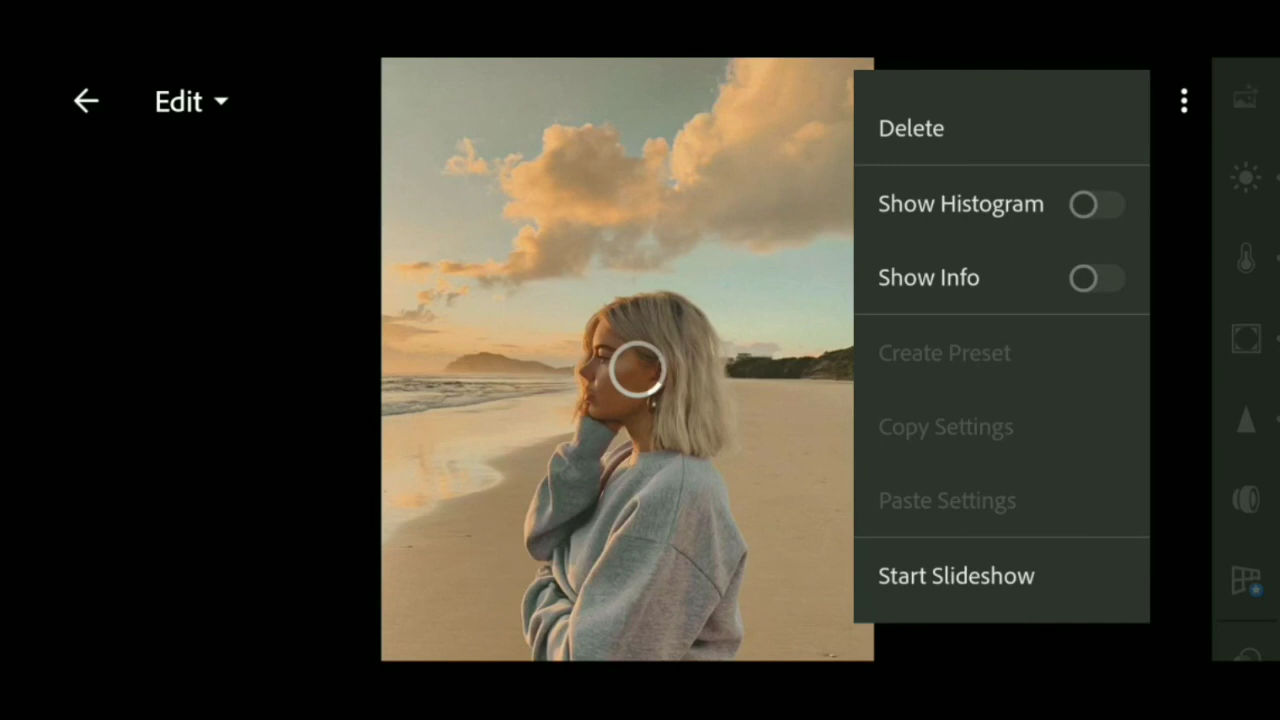 Edit
Delete
Show Histogram
Show Info
Create Preset
Copy Settings
Paste Settings
Start Slideshow